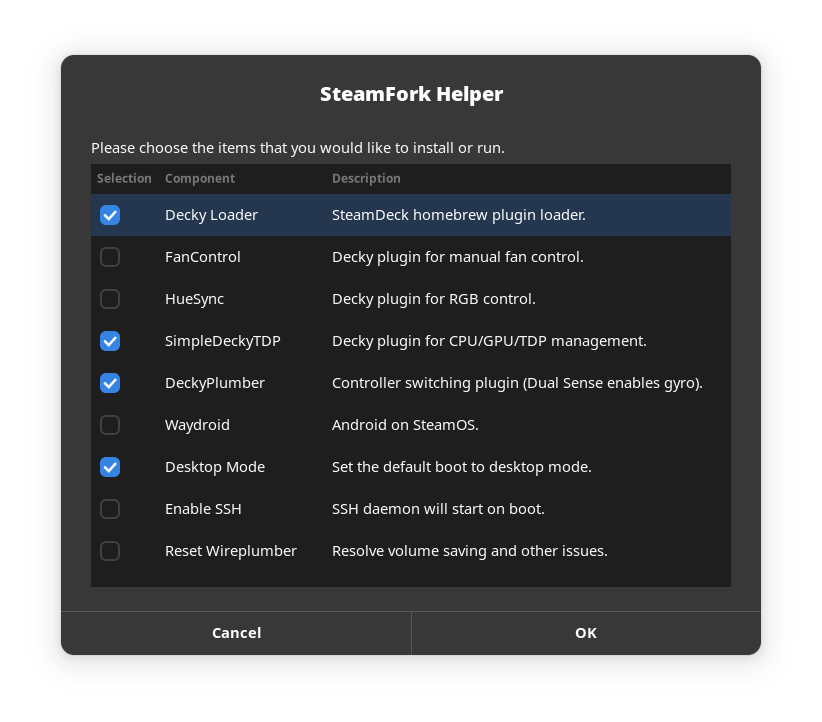 SteamFork Helper
Please choose the items that you would like to install or run.
Selection Component Description
Decky Loader SteamDeck homebrew plugin loader.
FanControl Decky plugin for manual fan control.
HueSync Decky plugin for RGB control.
SimpleDeckyTDP Decky plugin for CPU/GPU/TDP management.
DeckyPlumber Controller switching plugin (Dual Sense enables gyro).
Waydroid Android on SteamOS.
Desktop Mode Set the default boot to desktop mode.
Enable SSH SSH daemon will start on boot.
Reset Wireplumber Resolve volume saving and other issues.
Cancel OK